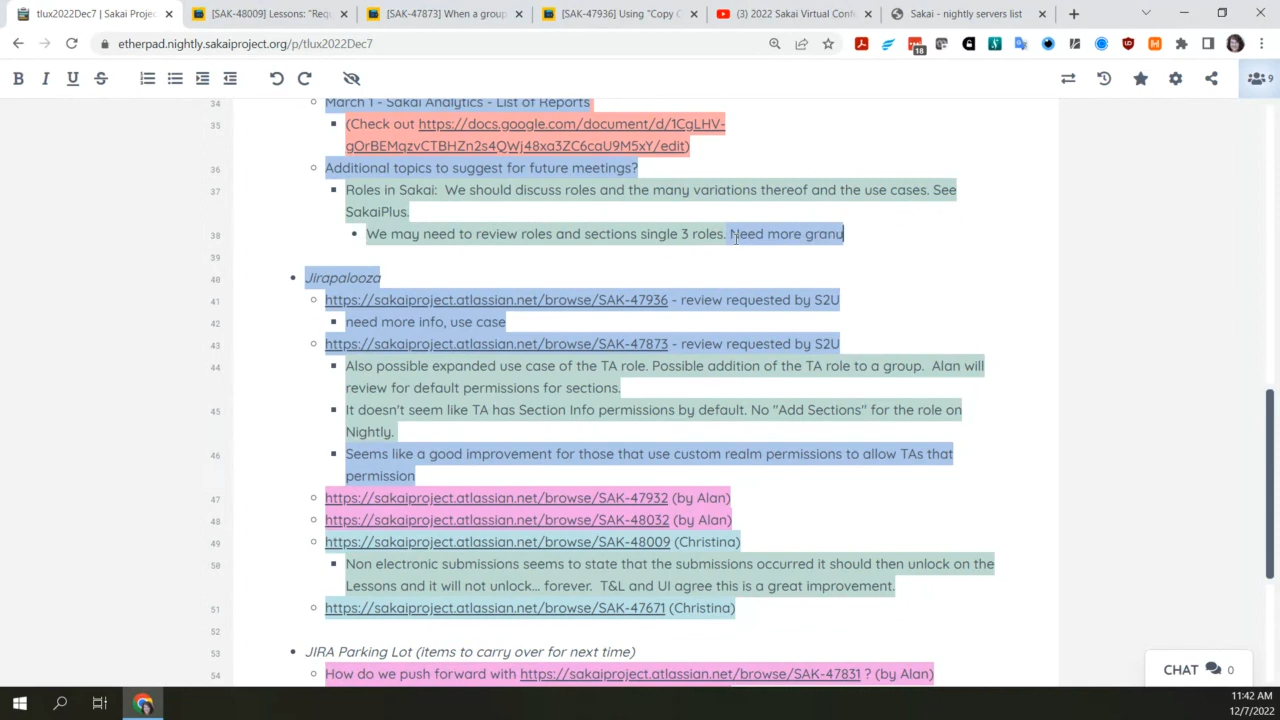 tlux2022Dec7 | Sakai Projec
[SAK-48009] Lessons: "Requ
[SAK-47873] When a group
[SAK-47936] Using "Copy C
(3) 2022 Sakai Virtual Confe
Sakai - nightly servers list
etherpad.nightly.sakaiproject.org/p/tlux2022Dec7
18
B I U S
9
34 March 1 - Sakai Analytics - List of Reports
35 (Check out https://docs.google.com/document/d/1CgLHV-
gOrBEMqzvCTBHZn2s4QWj48xa3ZC6caU9M5xY/edit)
36 Additional topics to suggest for future meetings?
37 Roles in Sakai:  We should discuss roles and the many variations thereof and the use cases. See
SakaiPlus.
38 We may need to review roles and sections single 3 roles. Need more granu
39
40 Jirapalooza
41 https://sakaiproject.atlassian.net/browse/SAK-47936 - review requested by S2U
42 need more info, use case
43 https://sakaiproject.atlassian.net/browse/SAK-47873 - review requested by S2U
44 Also possible expanded use case of the TA role. Possible addition of the TA role to a group.  Alan will
review for default permissions for sections.
45 It doesn't seem like TA has Section Info permissions by default. No "Add Sections" for the role on
Nightly.
46 Seems like a good improvement for those that use custom realm permissions to allow TAs that
permission
47 https://sakaiproject.atlassian.net/browse/SAK-47932 (by Alan)
48 https://sakaiproject.atlassian.net/browse/SAK-48032 (by Alan)
49 https://sakaiproject.atlassian.net/browse/SAK-48009 (Christina)
50 Non electronic submissions seems to state that the submissions occurred it should then unlock on the
Lessons and it will not unlock... forever.  T&L and UI agree this is a great improvement.
51 https://sakaiproject.atlassian.net/browse/SAK-47671 (Christina)
52
53 JIRA Parking Lot (items to carry over for next time)
54 How do we push forward with https://sakaiproject.atlassian.net/browse/SAK-47831 ? (by Alan)
CHAT 0
11:42 AM
12/7/2022